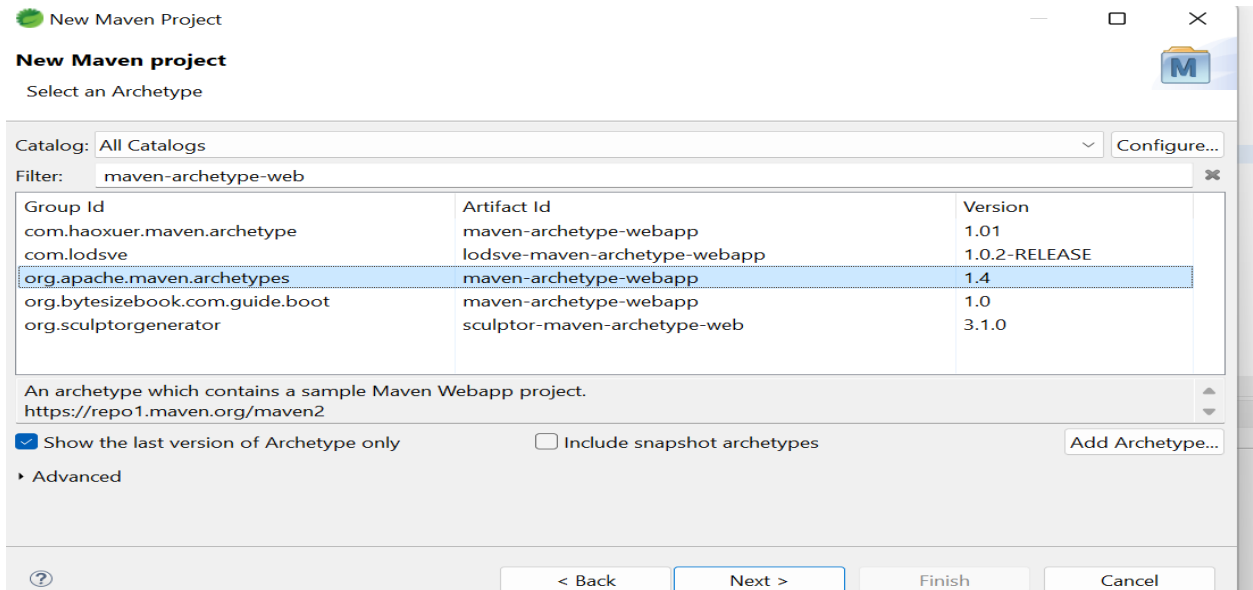 New Maven Project
New Maven project
Select an Archetype
Catalog: All Catalogs Configure...
Filter: maven-archetype-web
Group Id Artifact Id Version
com.haoxuer.maven.archetype maven-archetype-webapp 1.01
com.lodsve lodsve-maven-archetype-webapp 1.0.2-RELEASE
org.apache.maven.archetypes maven-archetype-webapp 1.4
org.bytesizebook.com.guide.boot maven-archetype-webapp 1.0
org.sculptorgenerator sculptor-maven-archetype-web 3.1.0
An archetype which contains a sample Maven Webapp project.
https://repo1.maven.org/maven2
Show the last version of Archetype only Include snapshot archetypes Add Archetype...
Advanced
? < Back Next > Finish Cancel